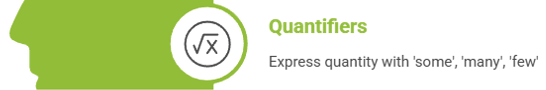 √x
Quantifiers
Express quantity with 'some', 'many', 'few'